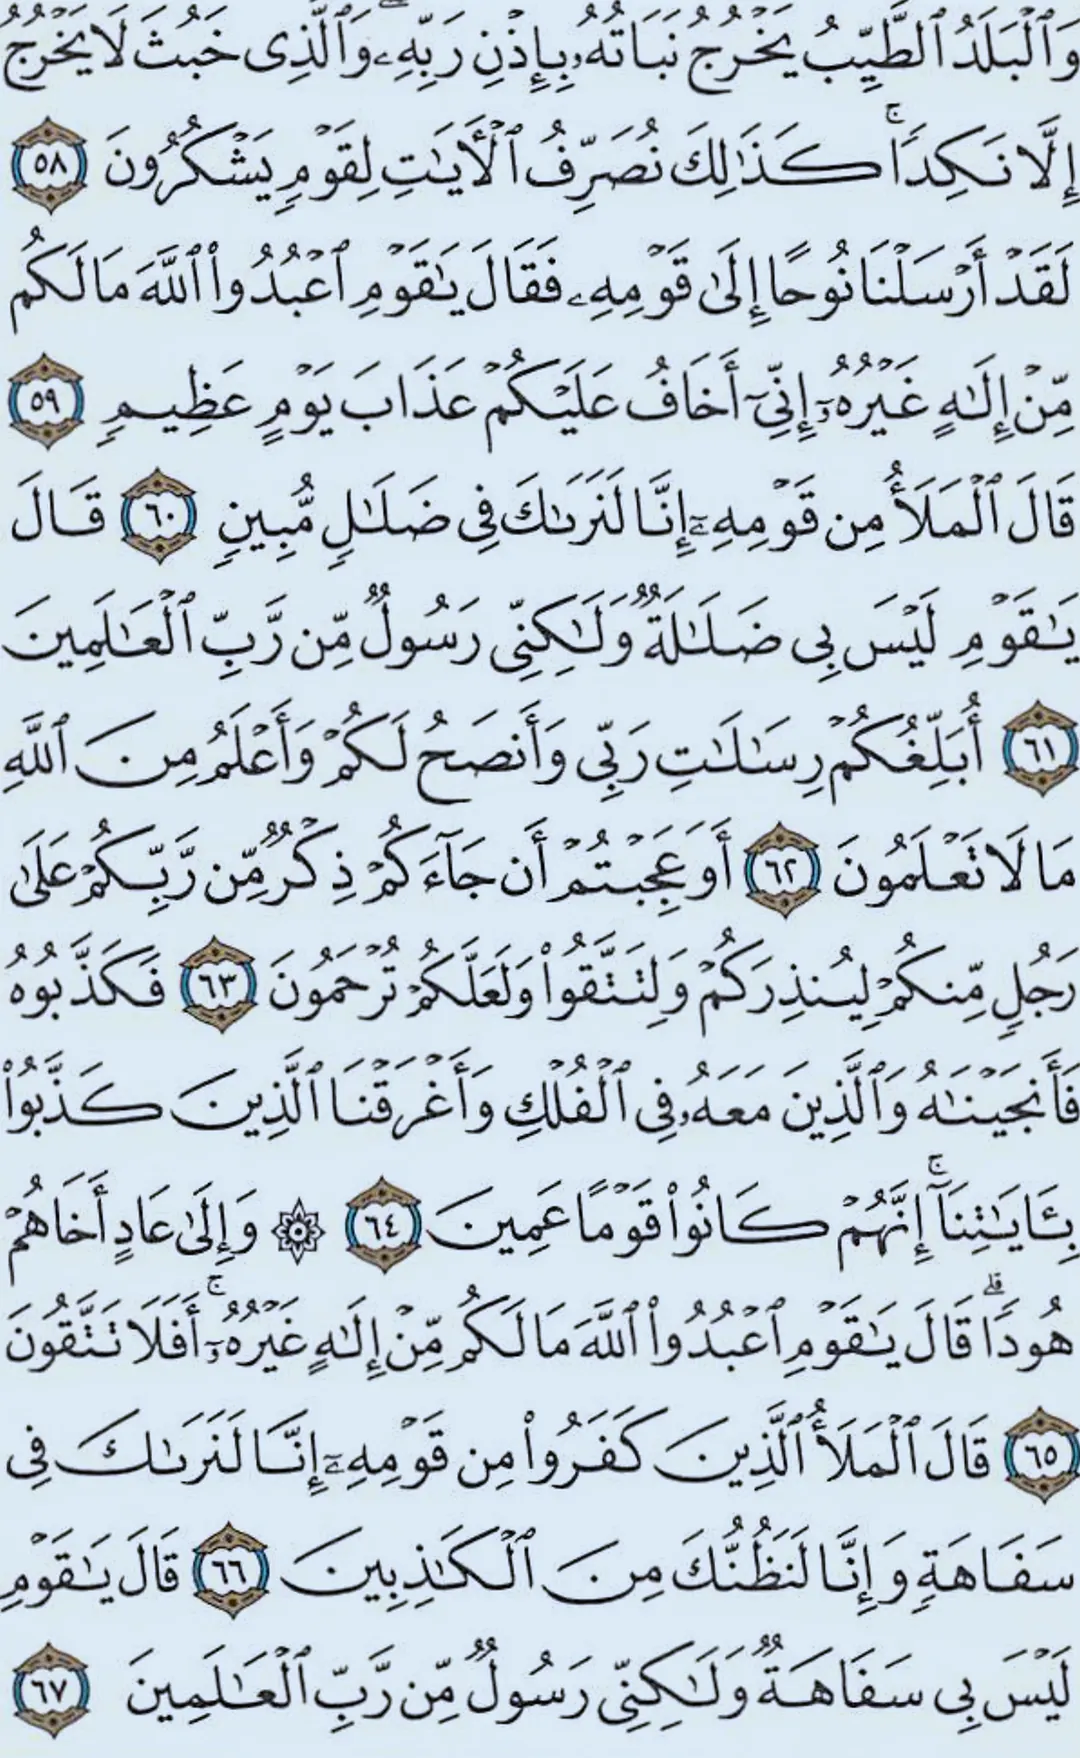 وَٱلْبَلَدُ ٱلطَّيِّبُ يَخْرُجُ نَبَاتُهُۥ بِإِذْنِ رَبِّهِۦ ۖ وَٱلَّذِى خَبُثَ لَا يَخْرُجُ
إِلَّا نَكِدًا ۚ كَذَٰلِكَ نُصَرِّفُ ٱلْأَيَٰتِ لِقَوْمٍ يَشْكُرُونَ ٥٨
لَقَدْ أَرْسَلْنَا نُوحًا إِلَىٰ قَوْمِهِۦ فَقَالَ يَٰقَوْمِ ٱعْبُدُوا۟ ٱللَّهَ مَا لَكُم
مِّنْ إِلَٰهٍ غَيْرُهُۥٓ إِنِّىٓ أَخَافُ عَلَيْكُمْ عَذَابَ يَوْمٍ عَظِيمٍ ٥٩
قَالَ ٱلْمَلَأُ مِن قَوْمِهِۦٓ إِنَّا لَنَرَىٰكَ فِى ضَلَٰلٍ مُّبِينٍ ٦٠ قَالَ
يَٰقَوْمِ لَيْسَ بِى ضَلَٰلَةٌ وَلَٰكِنِّى رَسُولٌ مِّن رَّبِّ ٱلْعَٰلَمِينَ
٦١ أُبَلِّغُكُمْ رِسَٰلَٰتِ رَبِّى وَأَنصَحُ لَكُمْ وَأَعْلَمُ مِنَ ٱللَّهِ
مَا لَا تَعْلَمُونَ ٦٢ أَوَعَجِبْتُمْ أَن جَآءَكُمْ ذِكْرٌ مِّن رَّبِّكُمْ عَلَىٰ
رَجُلٍ مِّنكُمْ لِيُنذِرَكُمْ وَلِتَتَّقُوا۟ وَلَعَلَّكُمْ تُرْحَمُونَ ٦٣ فَكَذَّبُوهُ
فَأَنجَيْنَٰهُ وَٱلَّذِينَ مَعَهُۥ فِى ٱلْفُلْكِ وَأَغْرَقْنَا ٱلَّذِينَ كَذَّبُوا۟
بِـَٔايَٰتِنَآ ۚ إِنَّهُمْ كَانُوا۟ قَوْمًا عَمِينَ ٦٤ ۞ وَإِلَىٰ عَادٍ أَخَاهُمْ
هُودًا ۗ قَالَ يَٰقَوْمِ ٱعْبُدُوا۟ ٱللَّهَ مَا لَكُم مِّنْ إِلَٰهٍ غَيْرُهُۥٓ ۚ أَفَلَا تَتَّقُونَ
٦٥ قَالَ ٱلْمَلَأُ ٱلَّذِينَ كَفَرُوا۟ مِن قَوْمِهِۦٓ إِنَّا لَنَرَىٰكَ فِى
سَفَاهَةٍ وَإِنَّا لَنَظُنُّكَ مِنَ ٱلْكَٰذِبِينَ ٦٦ قَالَ يَٰقَوْمِ
لَيْسَ بِى سَفَاهَةٌ وَلَٰكِنِّى رَسُولٌ مِّن رَّبِّ ٱلْعَٰلَمِينَ ٦٧